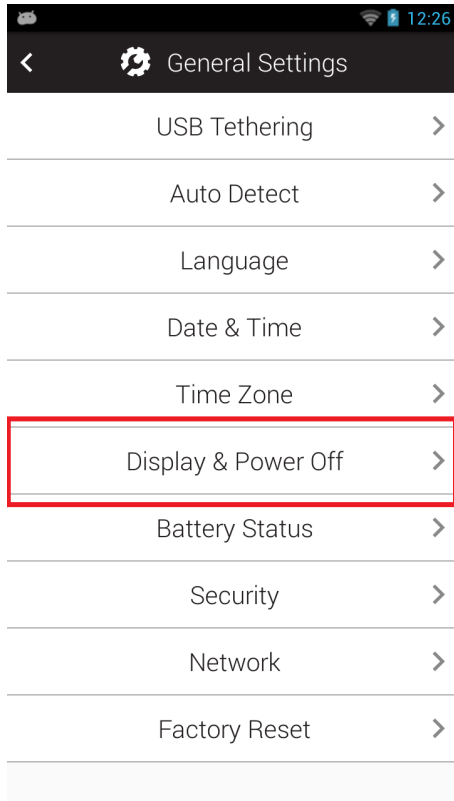 12:26
General Settings
USB Tethering
Auto Detect
Language
Date & Time
Time Zone
Display & Power Off
Battery Status
Security
Network
Factory Reset